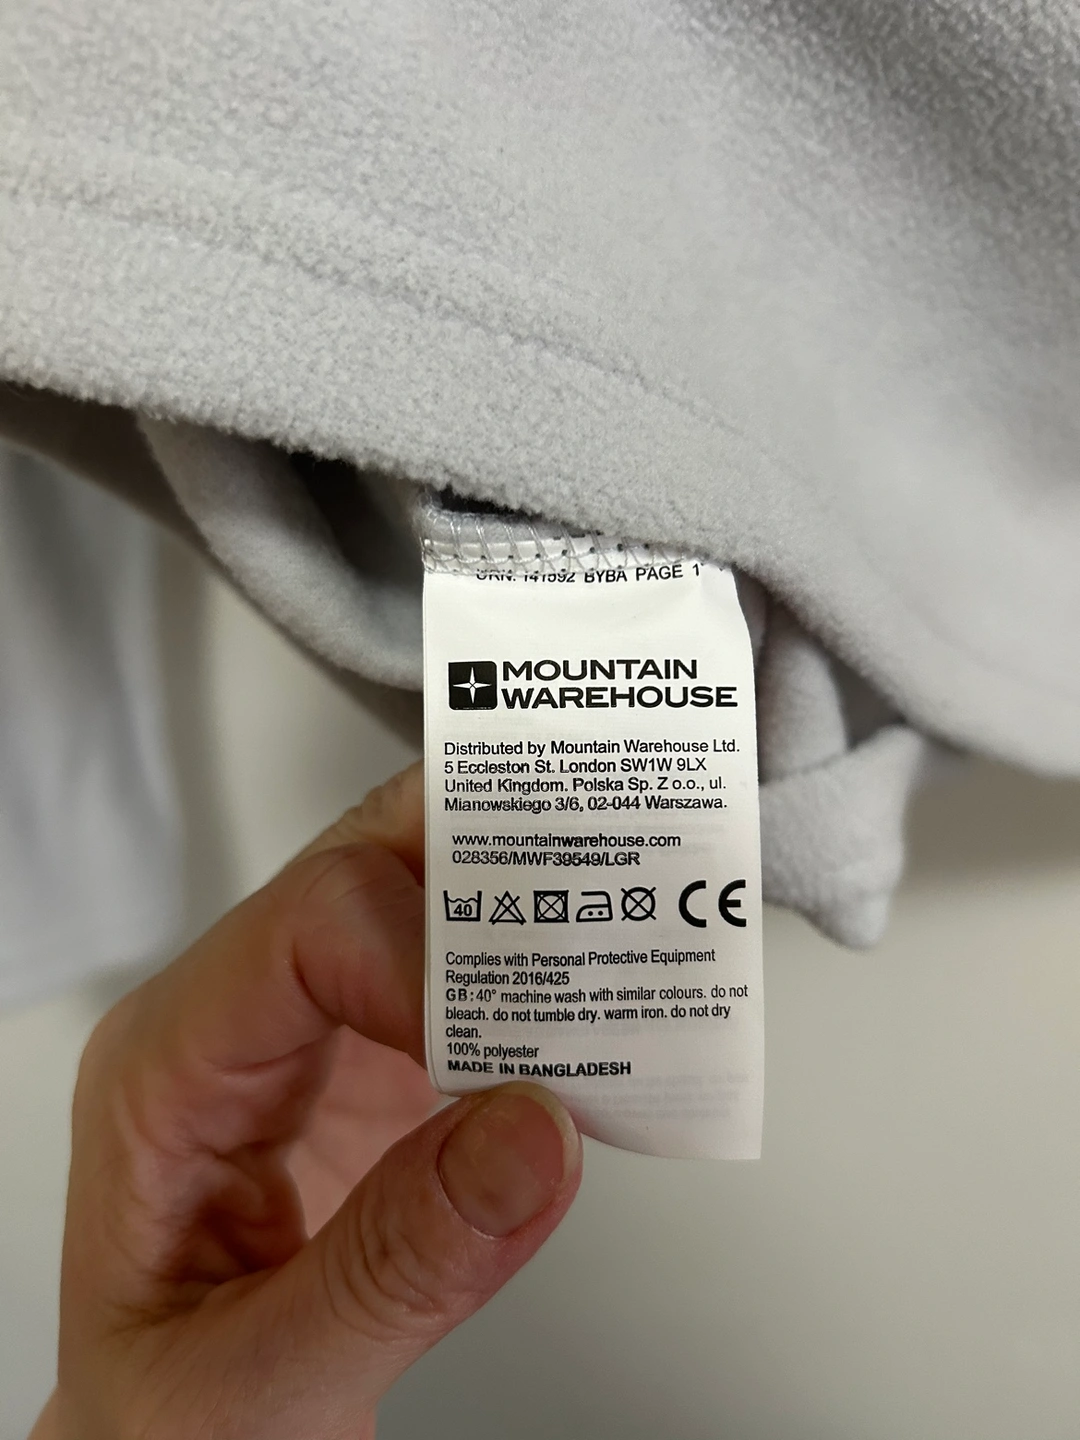 URN: 141592 BYBA PAGE 1
MOUNTAIN
WAREHOUSE
Distributed by Mountain Warehouse Ltd.
5 Eccleston St. London SW1W 9LX
United Kingdom. Polska Sp. Z o.o., ul.
Mianowskiego 3/6, 02-044 Warszawa.
www.mountainwarehouse.com
028356/MWF39549/LGR
40 CE
Complies with Personal Protective Equipment
Regulation 2016/425
GB: 40° machine wash with similar colours. do not
bleach. do not tumble dry. warm iron. do not dry
clean.
100% polyester
MADE IN BANGLADESH